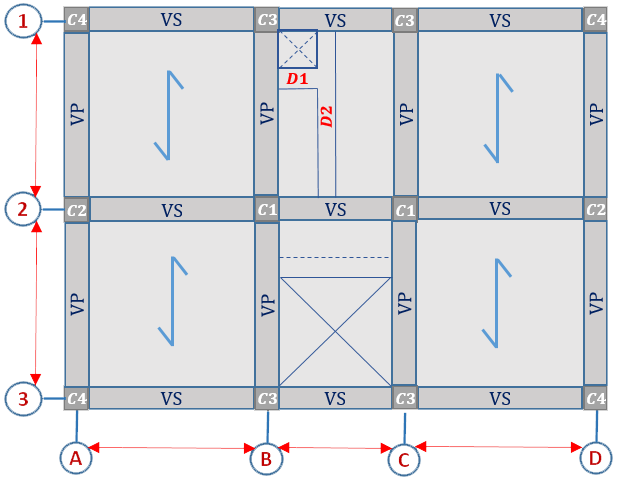 1 C4 VS C3 VS C3 VS C4
VP VP D1 D2 VP VP
2 C2 VS C1 VS C1 VS C2
VP VP VP VP
3 C4 VS C3 VS C3 VS C4
A B C D